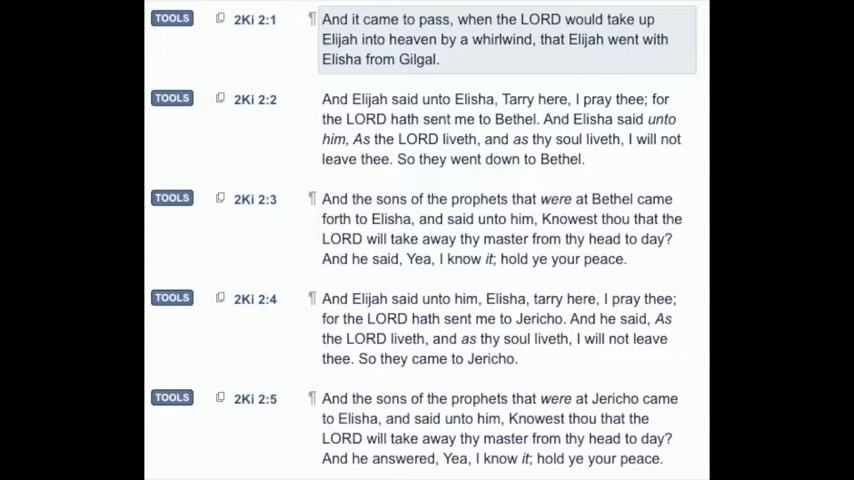 TOOLS 2Ki 2:1 ¶ And it came to pass, when the LORD would take up
Elijah into heaven by a whirlwind, that Elijah went with
Elisha from Gilgal.
TOOLS 2Ki 2:2 And Elijah said unto Elisha, Tarry here, I pray thee; for
the LORD hath sent me to Bethel. And Elisha said unto
him, As the LORD liveth, and as thy soul liveth, I will not
leave thee. So they went down to Bethel.
TOOLS 2Ki 2:3 ¶ And the sons of the prophets that were at Bethel came
forth to Elisha, and said unto him, Knowest thou that the
LORD will take away thy master from thy head to day?
And he said, Yea, I know it; hold ye your peace.
TOOLS 2Ki 2:4 ¶ And Elijah said unto him, Elisha, tarry here, I pray thee;
for the LORD hath sent me to Jericho. And he said, As
the LORD liveth, and as thy soul liveth, I will not leave
thee. So they came to Jericho.
TOOLS 2Ki 2:5 ¶ And the sons of the prophets that were at Jericho came
to Elisha, and said unto him, Knowest thou that the
LORD will take away thy master from thy head to day?
And he answered, Yea, I know it; hold ye your peace.